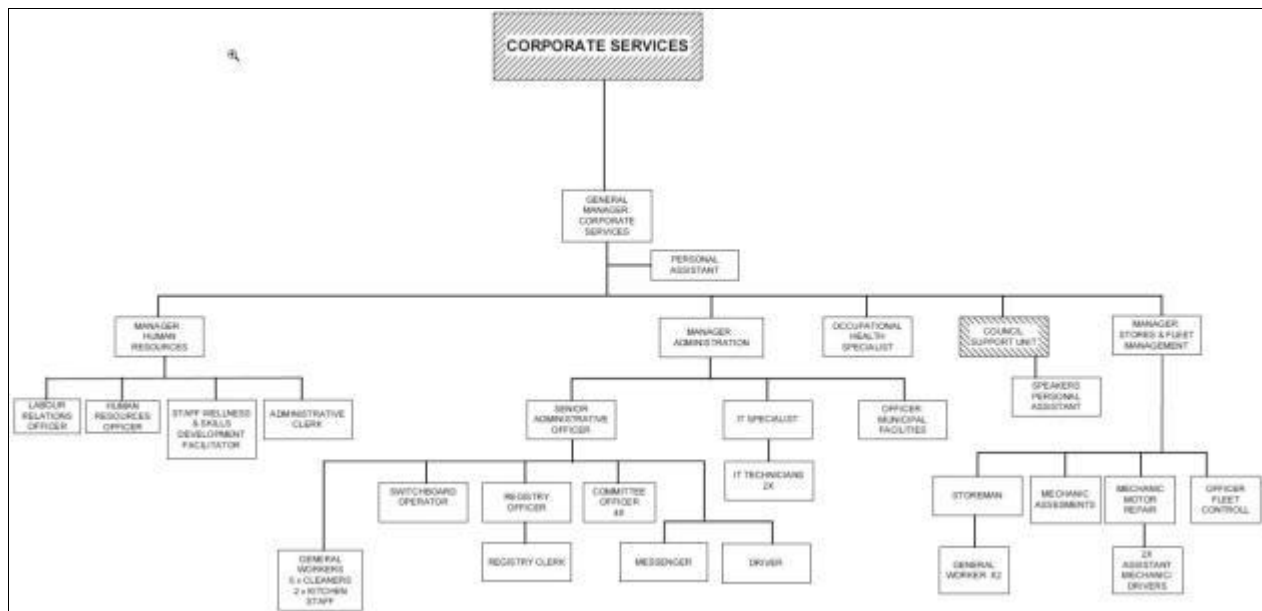 CORPORATE SERVICES
GENERAL
MANAGER:
CORPORATE
SERVICES
PERSONAL
ASSISTANT
MANAGER:
HUMAN
RESOURCES
MANAGER:
ADMINISTRATION
OCCUPATIONAL
HEALTH
SPECIALIST
COUNCIL
SUPPORT UNIT
MANAGER:
STORES & FLEET
MANAGEMENT
LABOUR
RELATIONS
OFFICER
HUMAN
RESOURCES
OFFICER
STAFF WELLNESS
& SKILLS
DEVELOPMENT
FACILITATOR
ADMINISTRATIVE
CLERK
SENIOR
ADMINISTRATIVE
OFFICER
IT SPECIALIST
OFFICER
MUNICIPAL
FACILITIES
SPEAKERS
PERSONAL
ASSISTANT
SWITCHBOARD
OPERATOR
REGISTRY
OFFICER
COMMITTEE
OFFICER
IT TECHNICIANS
2X
STOREMAN
MECHANIC
ASSESMENTS
MECHANIC
MOTOR
REPAIR
OFFICER
FLEET
CONTROLL
GENERAL
WORKERS
x CLEANERS
2 x KITCHEN
STAFF
REGISTRY CLERK
MESSENGER
DRIVER
GENERAL
WORKER X2
2X
ASSISTANT
MECHANIC/
DRIVERS